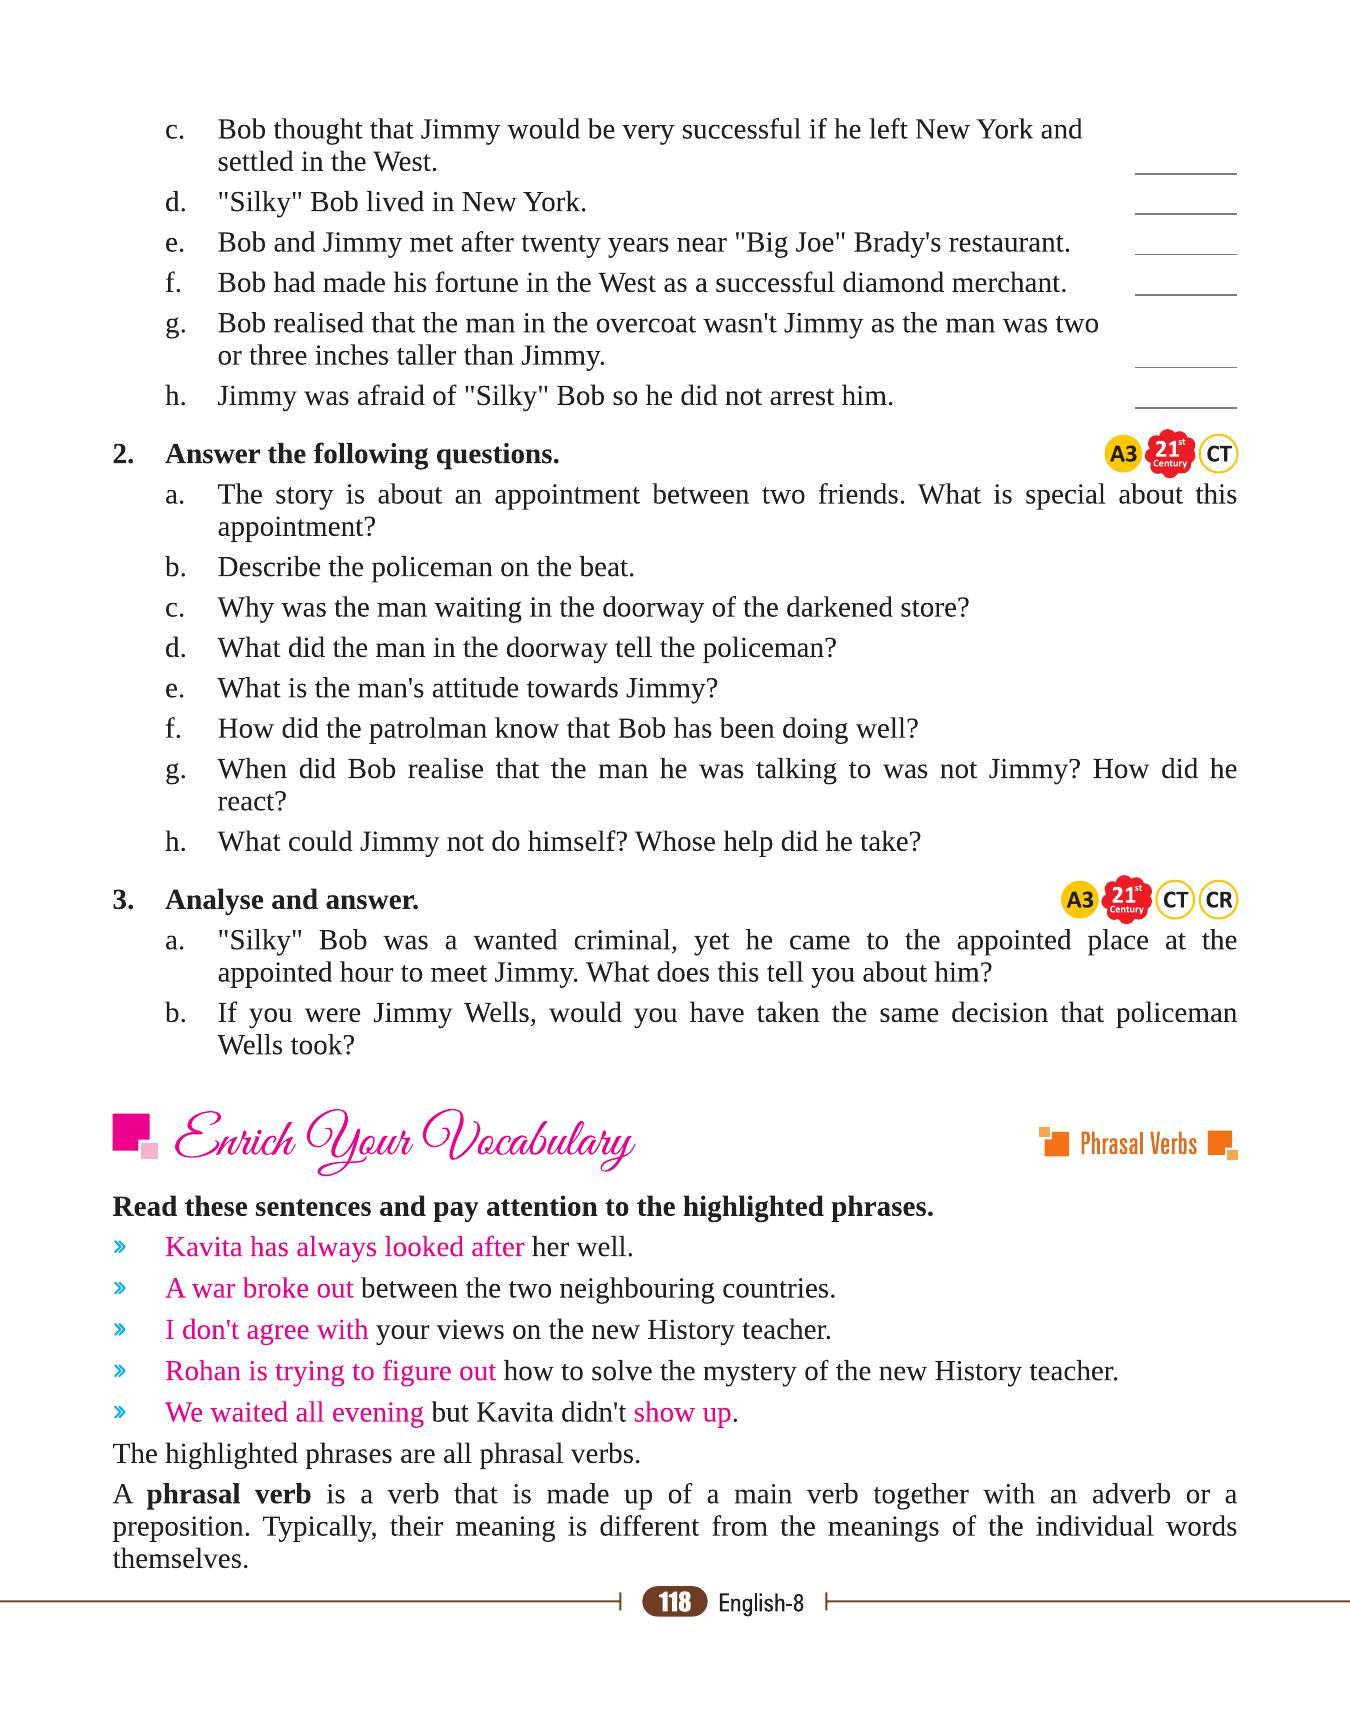 c. Bob thought that Jimmy would be very successful if he left New York and
settled in the West.
d. "Silky" Bob lived in New York.
e. Bob and Jimmy met after twenty years near "Big Joe" Brady's restaurant.
f. Bob had made his fortune in the West as a successful diamond merchant.
g. Bob realised that the man in the overcoat wasn't Jimmy as the man was two
or three inches taller than Jimmy.
h. Jimmy was afraid of "Silky" Bob so he did not arrest him.
2. Answer the following questions. A3 21st Century CT
a. The story is about an appointment between two friends. What is special about this
appointment?
b. Describe the policeman on the beat.
c. Why was the man waiting in the doorway of the darkened store?
d. What did the man in the doorway tell the policeman?
e. What is the man's attitude towards Jimmy?
f. How did the patrolman know that Bob has been doing well?
g. When did Bob realise that the man he was talking to was not Jimmy? How did he
react?
h. What could Jimmy not do himself? Whose help did he take?
3. Analyse and answer. A3 21st Century CT CR
a. "Silky" Bob was a wanted criminal, yet he came to the appointed place at the
appointed hour to meet Jimmy. What does this tell you about him?
b. If you were Jimmy Wells, would you have taken the same decision that policeman
Wells took?
Enrich Your Vocabulary Phrasal Verbs
Read these sentences and pay attention to the highlighted phrases.
» Kavita has always looked after her well.
» A war broke out between the two neighbouring countries.
» I don't agree with your views on the new History teacher.
» Rohan is trying to figure out how to solve the mystery of the new History teacher.
» We waited all evening but Kavita didn't show up.
The highlighted phrases are all phrasal verbs.
A phrasal verb is a verb that is made up of a main verb together with an adverb or a
preposition. Typically, their meaning is different from the meanings of the individual words
themselves.
118 English-8